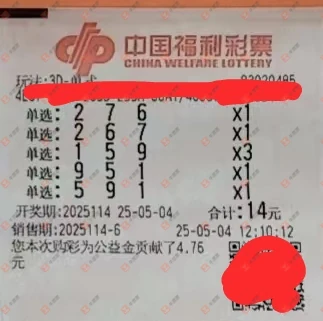 中国福利彩票
CHINA WELFARE LOTTERY
玩法:3D-单式
单选: 2 7 6 x1
单选: 2 6 7 x1
单选: 1 5 9 x3
单选: 9 5 1 x1
单选: 5 9 1 x1
开奖期:2025114 25-05-04 合计:14元
销售期:2025114-6 25-05-04 12:10:12
您本次购彩为公益金贡献了4.76
元